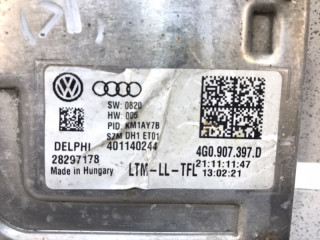 SW: 0820
HW: 005
PID: KM1AY7B
SZM DH1 ET01
DELPHI 401140244 4G0.907.397.D
28297178 21:11:11:47
Made in Hungary LTM-LL-TFL 13:02:21